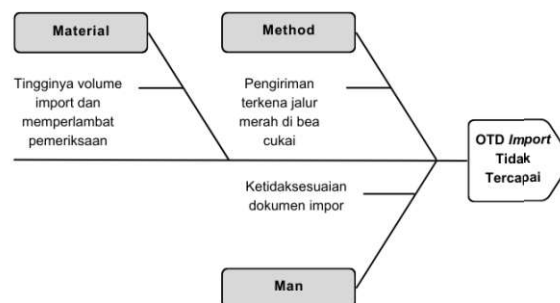 Material
Method
Tingginya volume
import dan
memperlambat
pemeriksaan
Pengiriman
terkena jalur
merah di bea
cukai
OTD Import
Tidak
Tercapai
Ketidaksesuaian
dokumen impor
Man